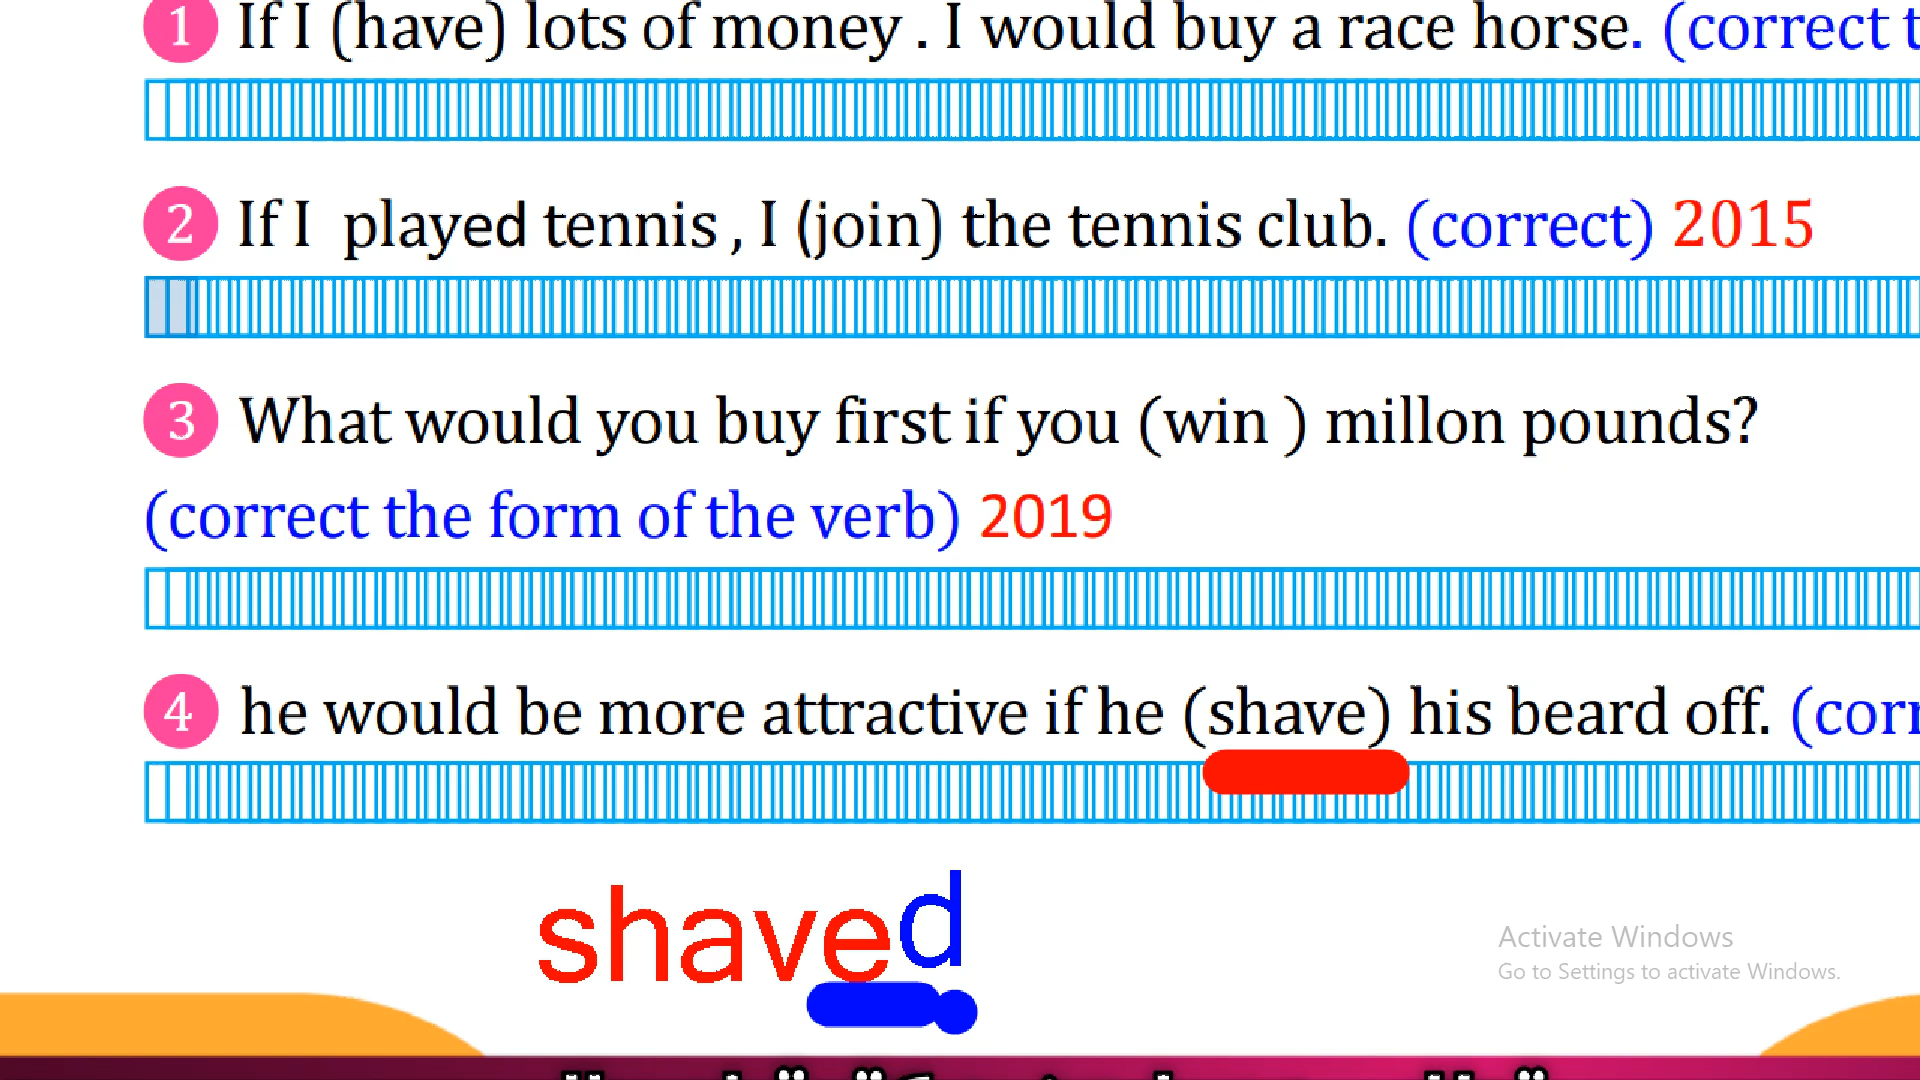 1 If I (have) lots of money . I would buy a race horse. (correct t
2 If I played tennis , I (join) the tennis club. (correct) 2015
3 What would you buy first if you (win ) millon pounds?
(correct the form of the verb) 2019
4 he would be more attractive if he (shave) his beard off. (corr
shaved
Activate Windows
Go to Settings to activate Windows.